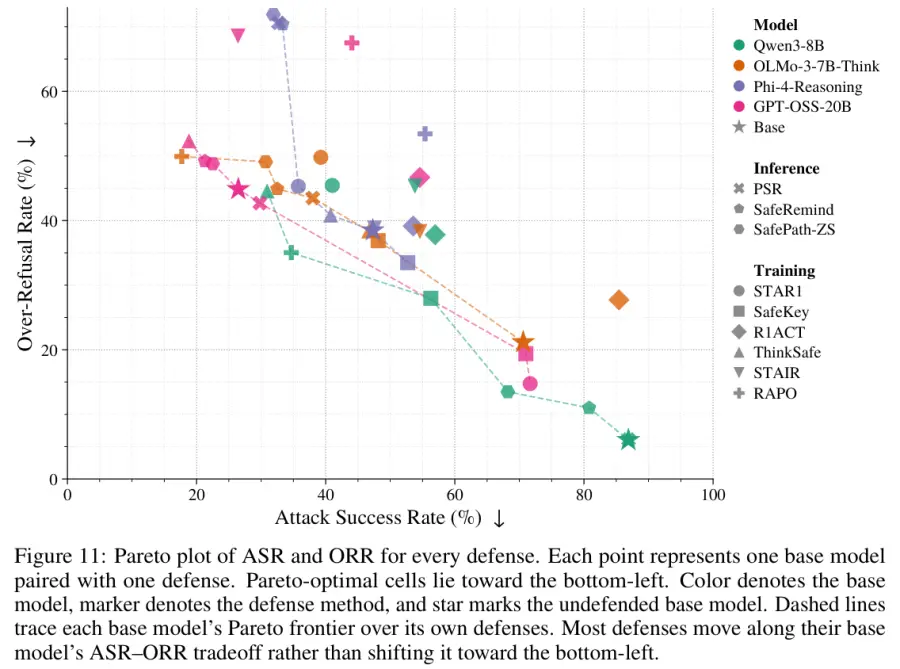 Over-Refusal Rate (%) ↓
60
40
20
0
0 20 40 60 80 100
Attack Success Rate (%) ↓
Model
Qwen3-8B
OLMo-3-7B-Think
Phi-4-Reasoning
GPT-OSS-20B
Base
Inference
PSR
SafeRemind
SafePath-ZS
Training
STAR1
SafeKey
R1ACT
ThinkSafe
STAIR
RAPO
Figure 11: Pareto plot of ASR and ORR for every defense. Each point represents one base model
paired with one defense. Pareto-optimal cells lie toward the bottom-left. Color denotes the base
model, marker denotes the defense method, and star marks the undefended base model. Dashed lines
trace each base model’s Pareto frontier over its own defenses. Most defenses move along their base
model’s ASR–ORR tradeoff rather than shifting it toward the bottom-left.